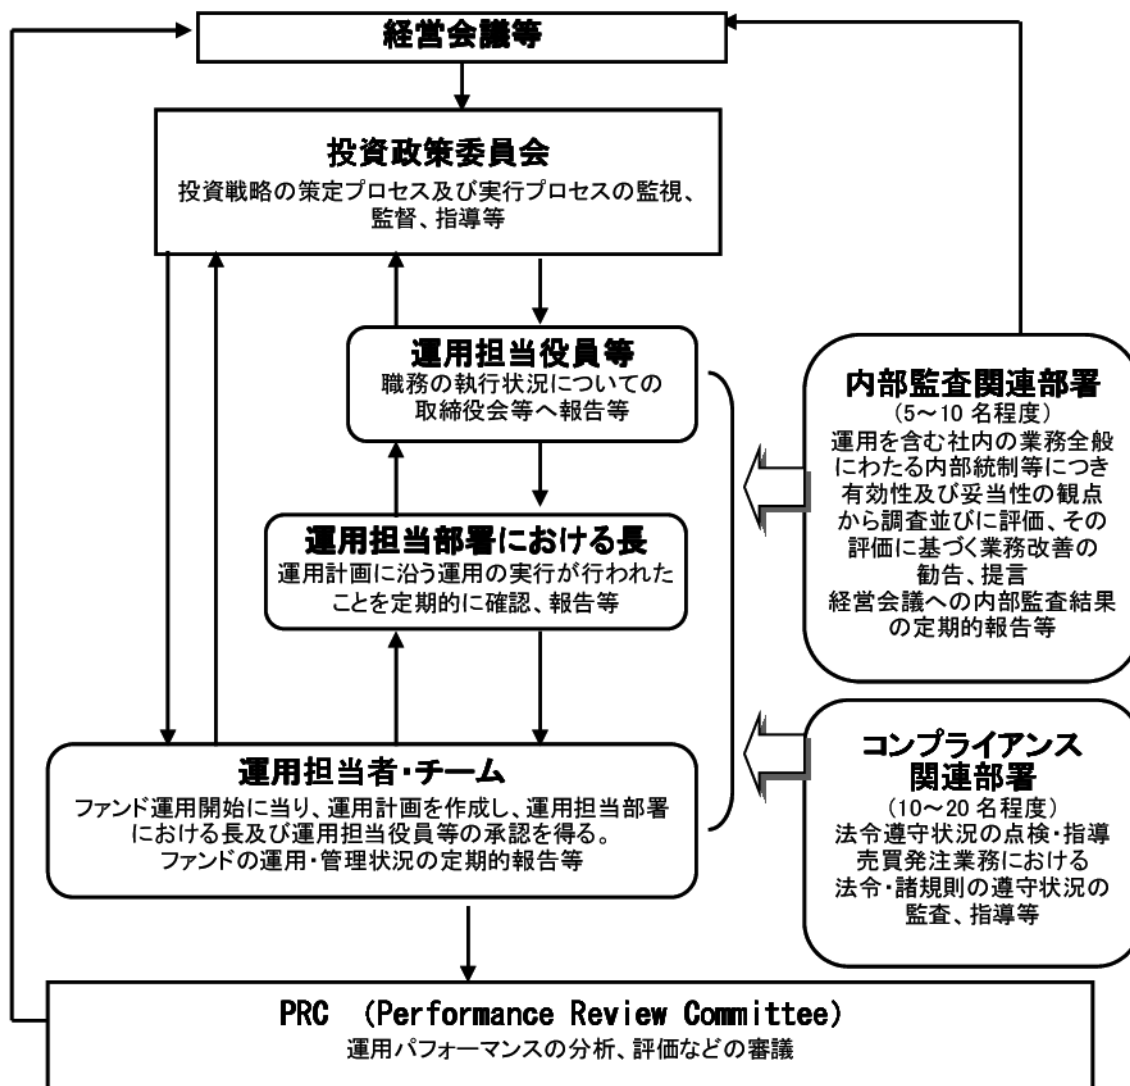 経営会議等
投資政策委員会
投資戦略の策定プロセス及び実行プロセスの監視、
監督、指導等
運用担当役員等
職務の執行状況についての
取締役会等へ報告等
運用担当部署における長
運用計画に沿う運用の実行が行われた
ことを定期的に確認、報告等
運用担当者・チーム
ファンド運用開始に当り、運用計画を作成し、運用担当部署
における長及び運用担当役員等の承認を得る。
ファンドの運用・管理状況の定期的報告等
内部監査関連部署
(5～10 名程度)
運用を含む社内の業務全般
にわたる内部統制等につき
有効性及び妥当性の観点
から調査並びに評価、その
評価に基づく業務改善の
勧告、提言
経営会議への内部監査結果
の定期的報告等
コンプライアンス
関連部署
(10～20 名程度)
法令遵守状況の点検・指導
売買発注業務における
法令・諸規則の遵守状況の
監査、指導等
PRC (Performance Review Committee)
運用パフォーマンスの分析、評価などの審議